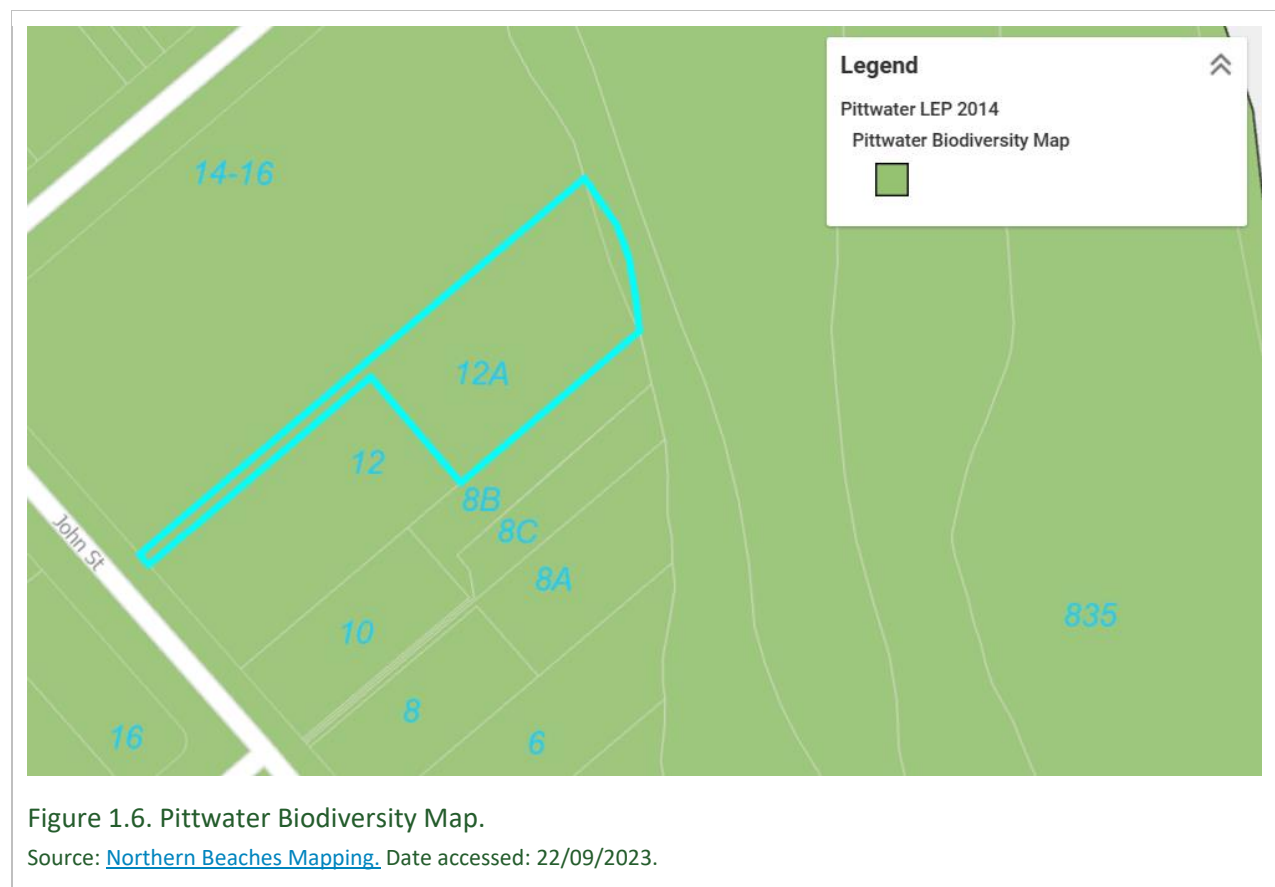 Legend
Pittwater LEP 2014
Pittwater Biodiversity Map
14-16
12A
12
8B
8C
8A
John St
10
835
8
16
6
Figure 1.6. Pittwater Biodiversity Map.
Source: Northern Beaches Mapping. Date accessed: 22/09/2023.